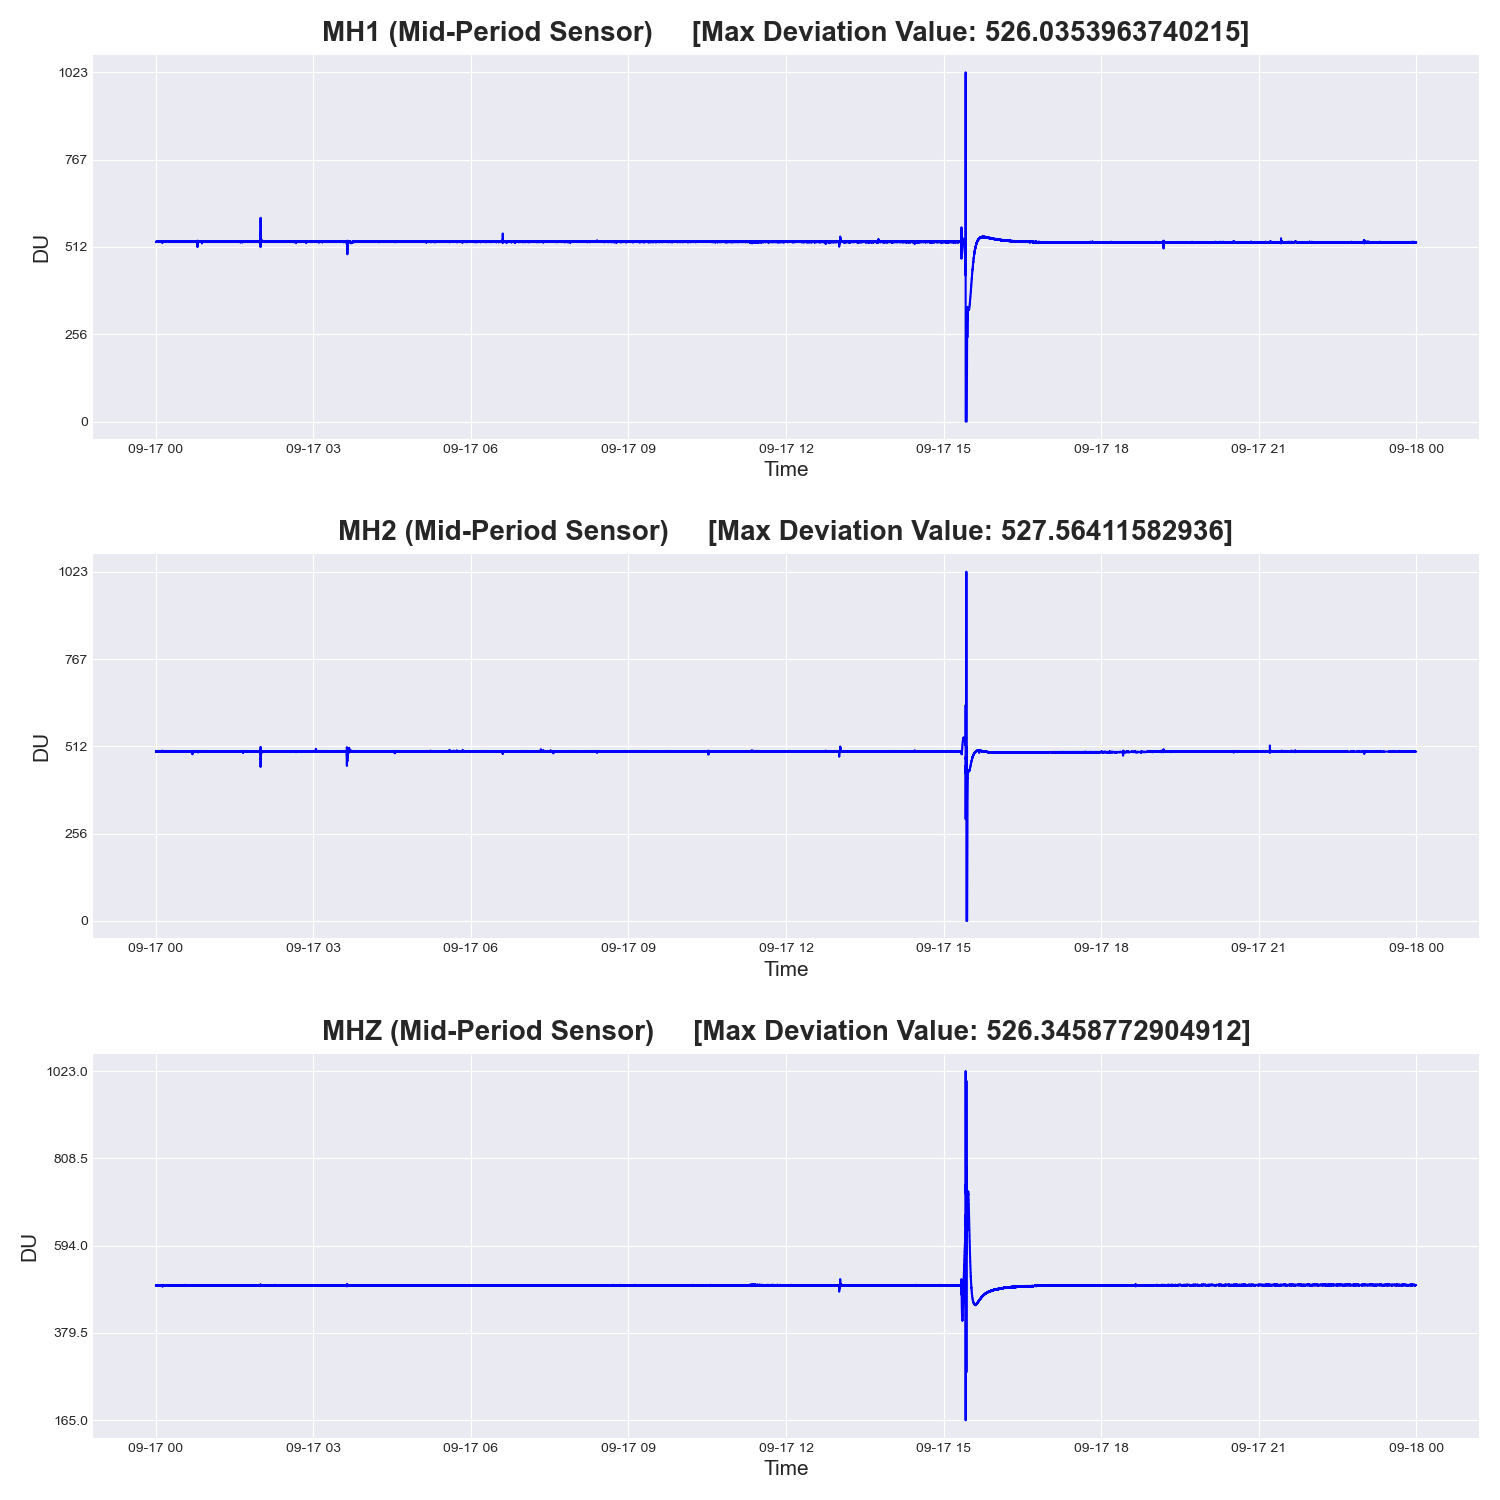 MH1 (Mid-Period Sensor) [Max Deviation Value: 526.0353963740215]
1023
767
512
256
0
DU
09-17 00 09-17 03 09-17 06 09-17 09 09-17 12 09-17 15 09-17 18 09-17 21 09-18 00
Time
MH2 (Mid-Period Sensor) [Max Deviation Value: 527.56411582936]
1023
767
512
256
0
DU
09-17 00 09-17 03 09-17 06 09-17 09 09-17 12 09-17 15 09-17 18 09-17 21 09-18 00
Time
MHZ (Mid-Period Sensor) [Max Deviation Value: 526.3458772904912]
1023.0
808.5
594.0
379.5
165.0
DU
09-17 00 09-17 03 09-17 06 09-17 09 09-17 12 09-17 15 09-17 18 09-17 21 09-18 00
Time